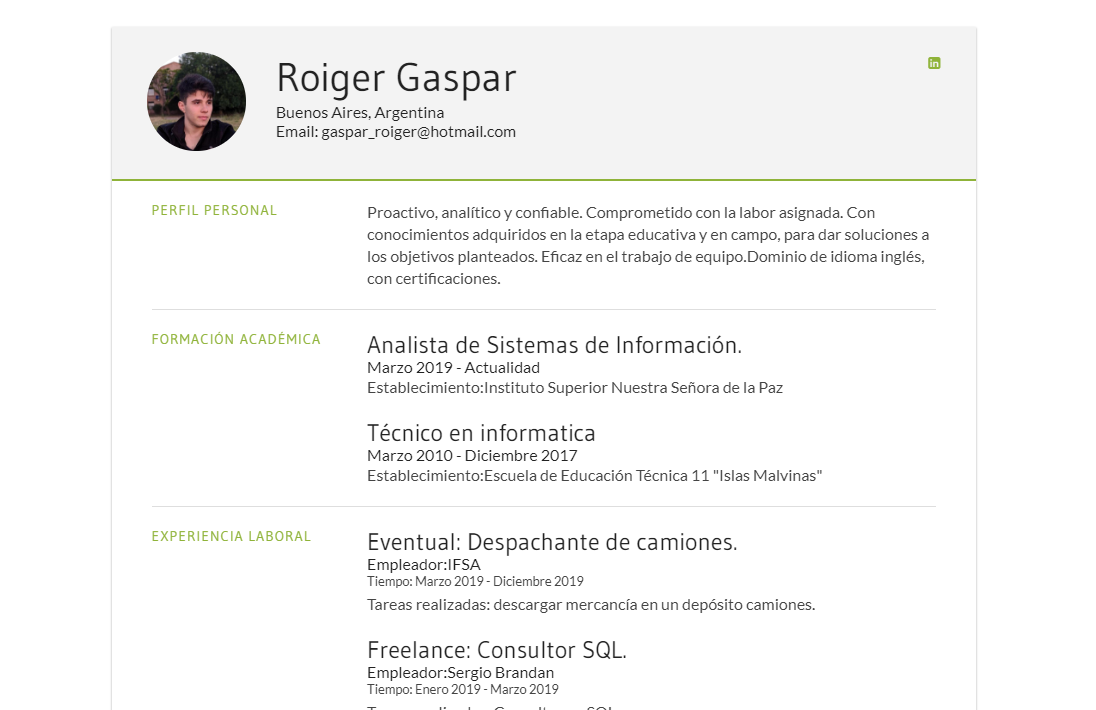 Roiger Gaspar
Buenos Aires, Argentina
Email: gaspar_roiger@hotmail.com
in
PERFIL PERSONAL
Proactivo, analítico y confiable. Comprometido con la labor asignada. Con
conocimientos adquiridos en la etapa educativa y en campo, para dar soluciones a
los objetivos planteados. Eficaz en el trabajo de equipo.Dominio de idioma inglés,
con certificaciones.
FORMACIÓN ACADÉMICA
Analista de Sistemas de Información.
Marzo 2019 - Actualidad
Establecimiento:Instituto Superior Nuestra Señora de la Paz
Técnico en informatica
Marzo 2010 - Diciembre 2017
Establecimiento:Escuela de Educación Técnica 11 "Islas Malvinas"
EXPERIENCIA LABORAL
Eventual: Despachante de camiones.
Empleador:IFSA
Tiempo: Marzo 2019 - Diciembre 2019
Tareas realizadas: descargar mercancía en un depósito camiones.
Freelance: Consultor SQL.
Empleador:Sergio Brandan
Tiempo: Enero 2019 - Marzo 2019